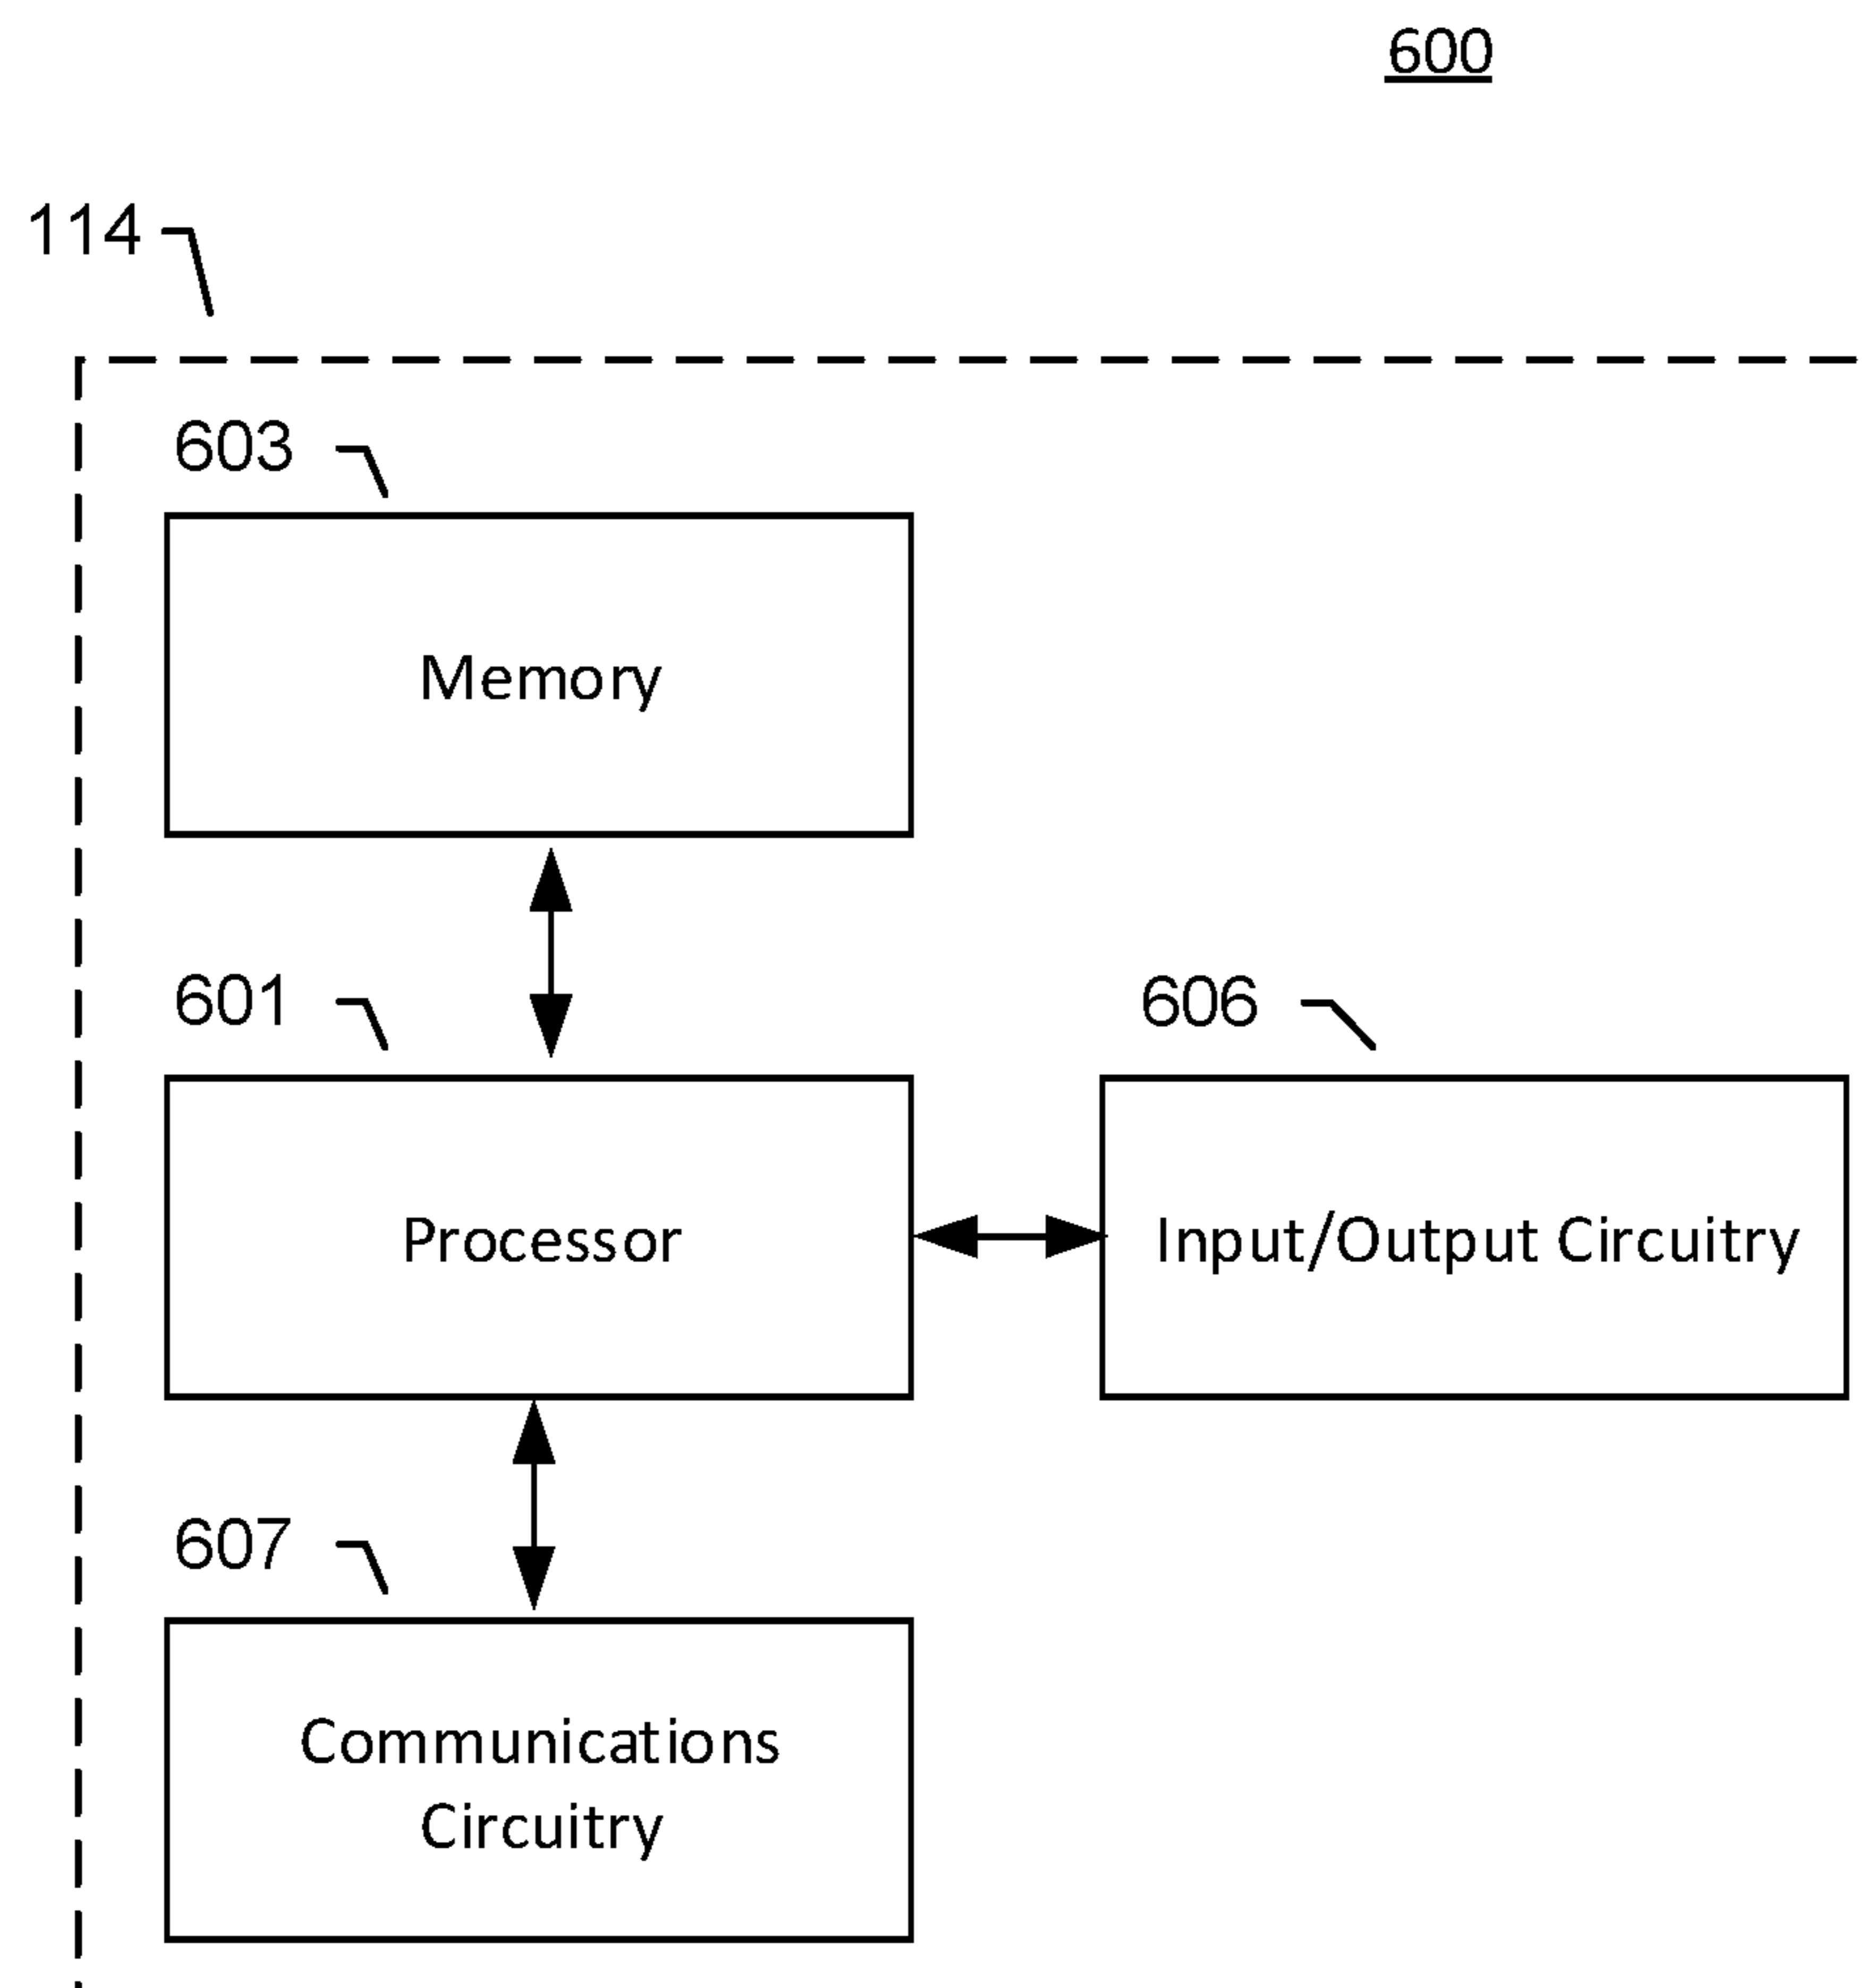 600
114
603
Memory
601
606
Processor
Input/Output Circuitry
607
Communications
Circuitry